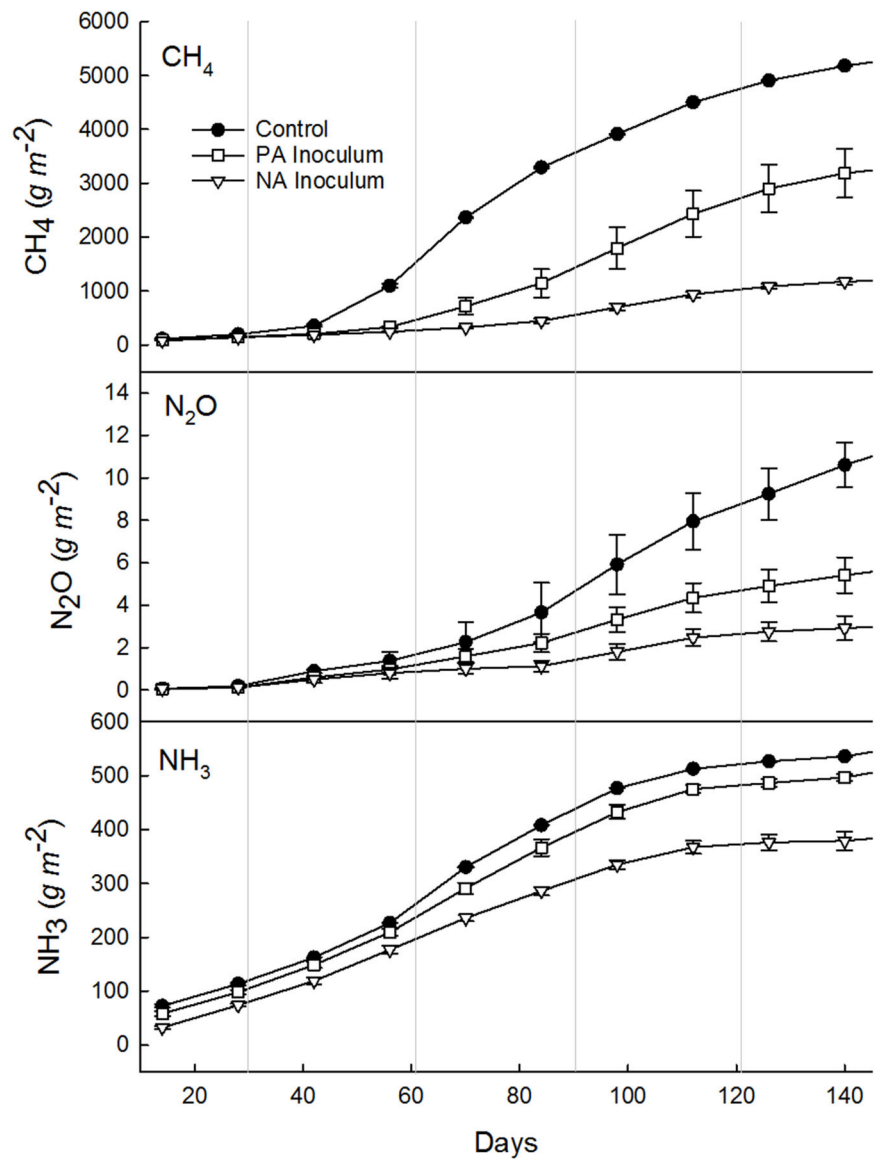 6000
5000
4000
3000
2000
1000
0
CH₄ (g m⁻²)
CH₄
Control
PA Inoculum
NA Inoculum
14
12
10
8
6
4
2
0
N₂O (g m⁻²)
N₂O
600
500
400
300
200
100
0
NH₃ (g m⁻²)
NH₃
20 40 60 80 100 120 140
Days